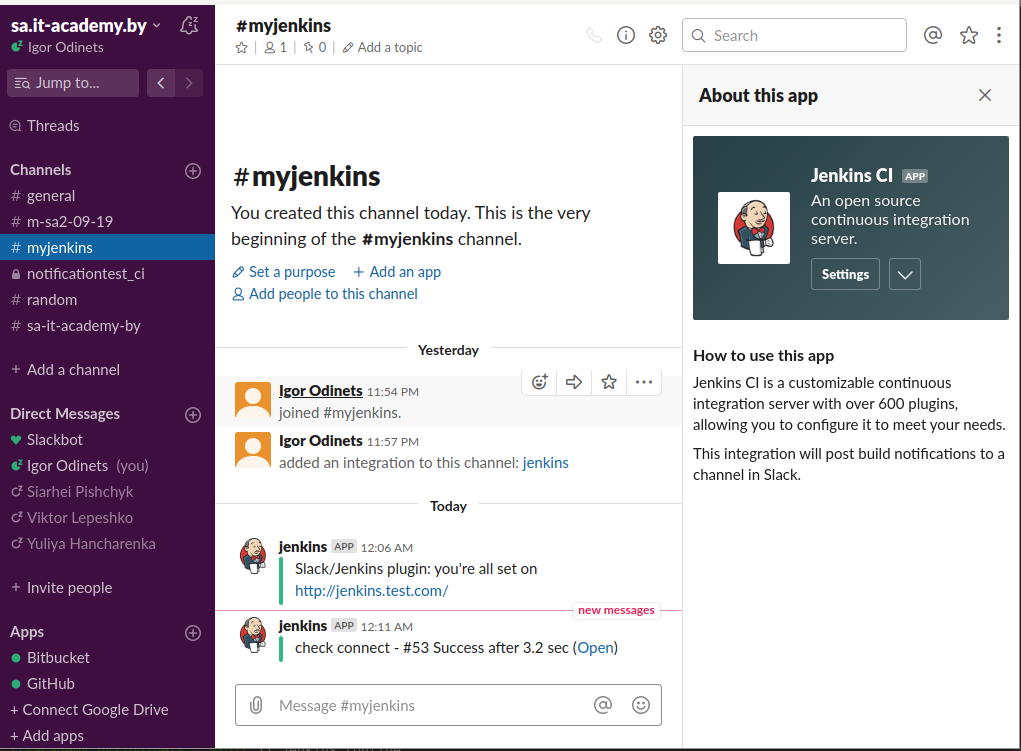 sa.it-academy.by
Igor Odinets
Jump to...
Threads
Channels
# general
# m-sa2-09-19
# myjenkins
notificationtest_ci
# random
# sa-it-academy-by
+ Add a channel
Direct Messages
Slackbot
Igor Odinets (you)
Siarhei Pishchyk
Viktor Lepeshko
Yuliya Hancharenka
+ Invite people
Apps
Bitbucket
GitHub
+ Connect Google Drive
+ Add apps
#myjenkins
1 | 0 | Add a topic
Search
#myjenkins
You created this channel today. This is the very
beginning of the #myjenkins channel.
Set a purpose + Add an app
Add people to this channel
Yesterday
Igor Odinets 11:54 PM
joined #myjenkins.
Igor Odinets 11:57 PM
added an integration to this channel: jenkins
Today
jenkins APP 12:06 AM
Slack/Jenkins plugin: you're all set on
http://jenkins.test.com/
new messages
jenkins APP 12:11 AM
check connect - #53 Success after 3.2 sec (Open)
Message #myjenkins
About this app
Jenkins CI APP
An open source
continuous integration
server.
Settings
How to use this app
Jenkins CI is a customizable continuous
integration server with over 600 plugins,
allowing you to configure it to meet your needs.
This integration will post build notifications to a
channel in Slack.